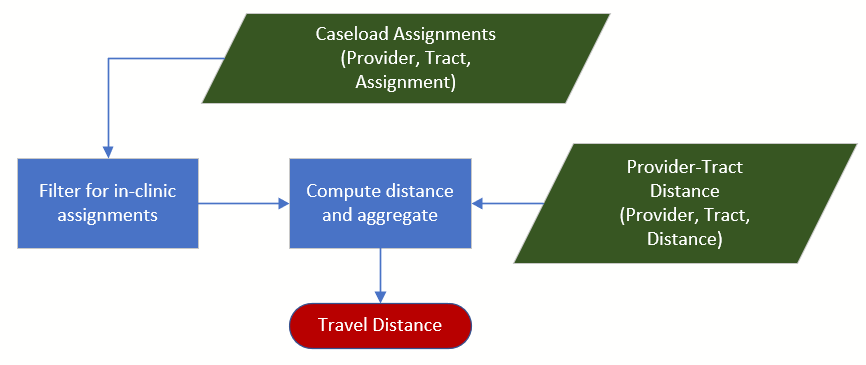 Caseload Assignments
(Provider, Tract,
Assignment)
Provider-Tract
Distance
(Provider, Tract,
Distance)
Filter for in-clinic
assignments
Compute distance
and aggregate
Travel Distance